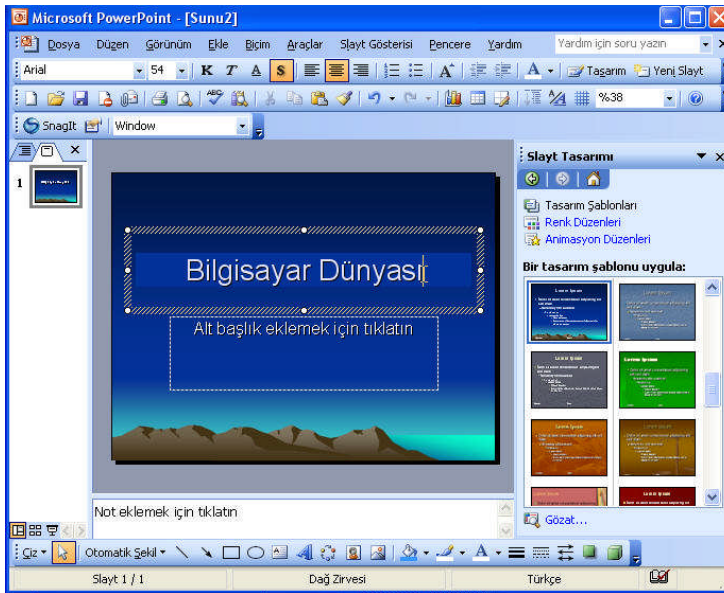 Microsoft PowerPoint - [Sunu2]
Dosya Düzen Görünüm Ekle Biçim Araçlar Slayt Gösterisi Pencere Yardım Yardım için soru yazın
Arial 54 K T A S Tasarım Yeni Slayt
%38
SnagIt Window
1
Slayt Tasarımı
Tasarım Şablonları
Renk Düzenleri
Animasyon Düzenleri
Bir tasarım şablonu uygula:
Bilgisayar Dünyası
Alt başlık eklemek için tıklatın
Not eklemek için tıklatın
Gözat...
Çiz Otomatik Şekil
Slayt 1 / 1 Dağ Zirvesi Türkçe